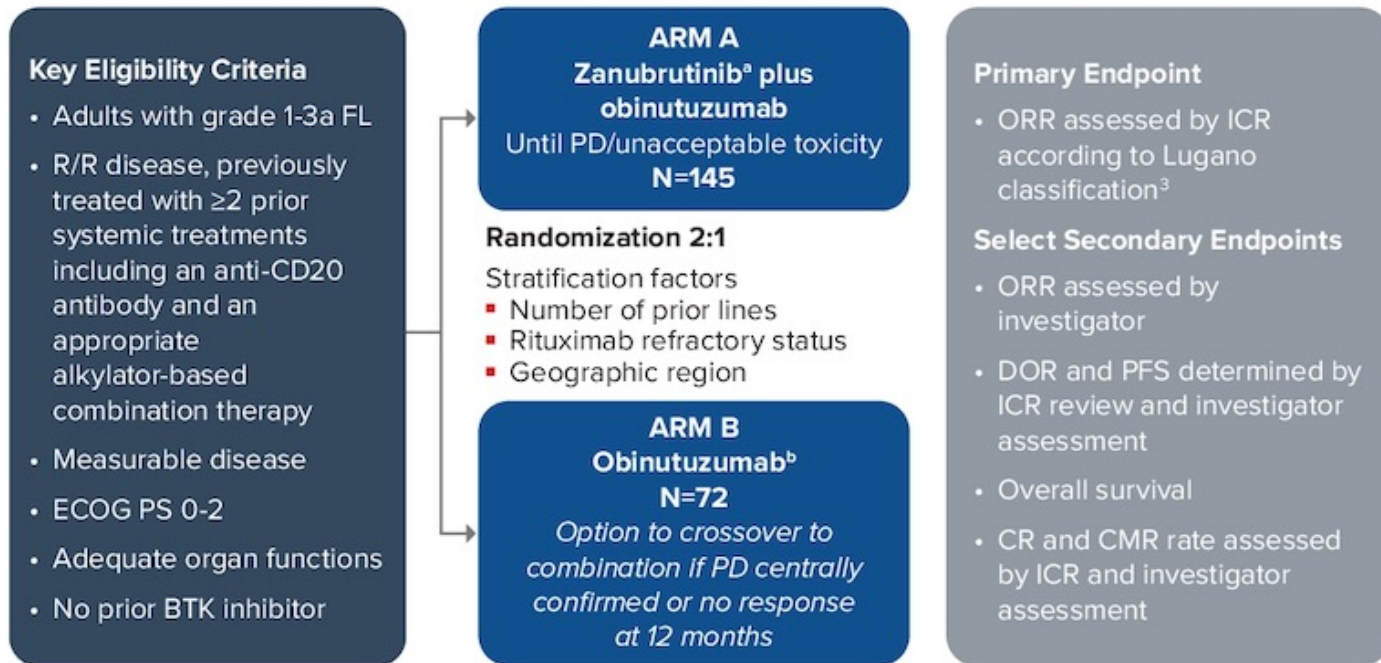 Key Eligibility Criteria
• Adults with grade 1-3a FL
• R/R disease, previously
treated with ≥2 prior
systemic treatments
including an anti-CD20
antibody and an
appropriate
alkylator-based
combination therapy
• Measurable disease
• ECOG PS 0-2
• Adequate organ functions
• No prior BTK inhibitor
ARM A
Zanubrutinibᵃ plus
obinutuzumab
Until PD/unacceptable toxicity
N=145
Randomization 2:1
Stratification factors
▪ Number of prior lines
▪ Rituximab refractory status
▪ Geographic region
ARM B
Obinutuzumabᵇ
N=72
Option to crossover to
combination if PD centrally
confirmed or no response
at 12 months
Primary Endpoint
• ORR assessed by ICR
according to Lugano
classification³
Select Secondary Endpoints
• ORR assessed by
investigator
• DOR and PFS determined by
ICR review and investigator
assessment
• Overall survival
• CR and CMR rate assessed
by ICR and investigator
assessment